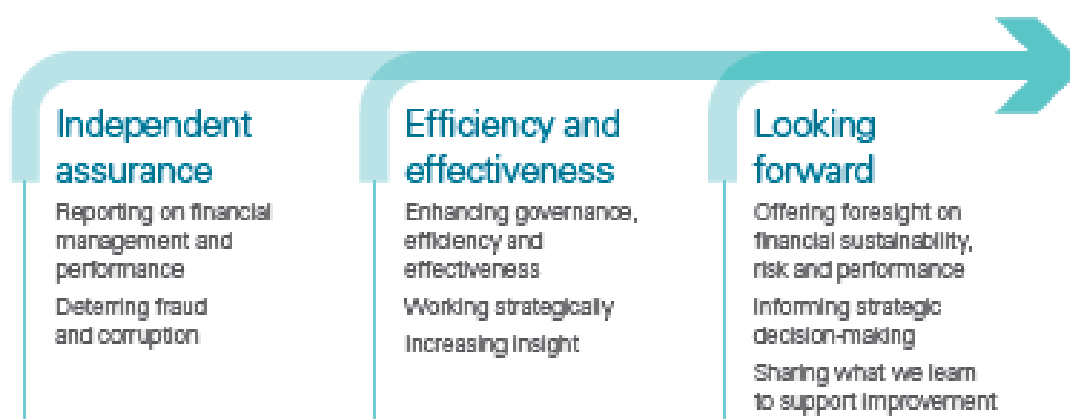 Independent
assurance
Reporting on financial
management and
performance
Deterring fraud
and corruption
Efficiency and
effectiveness
Enhancing governance,
efficiency and
effectiveness
Working strategically
Increasing insight
Looking
forward
Offering foresight on
financial sustainability,
risk and performance
Informing strategic
decision-making
Sharing what we learn
to support improvement